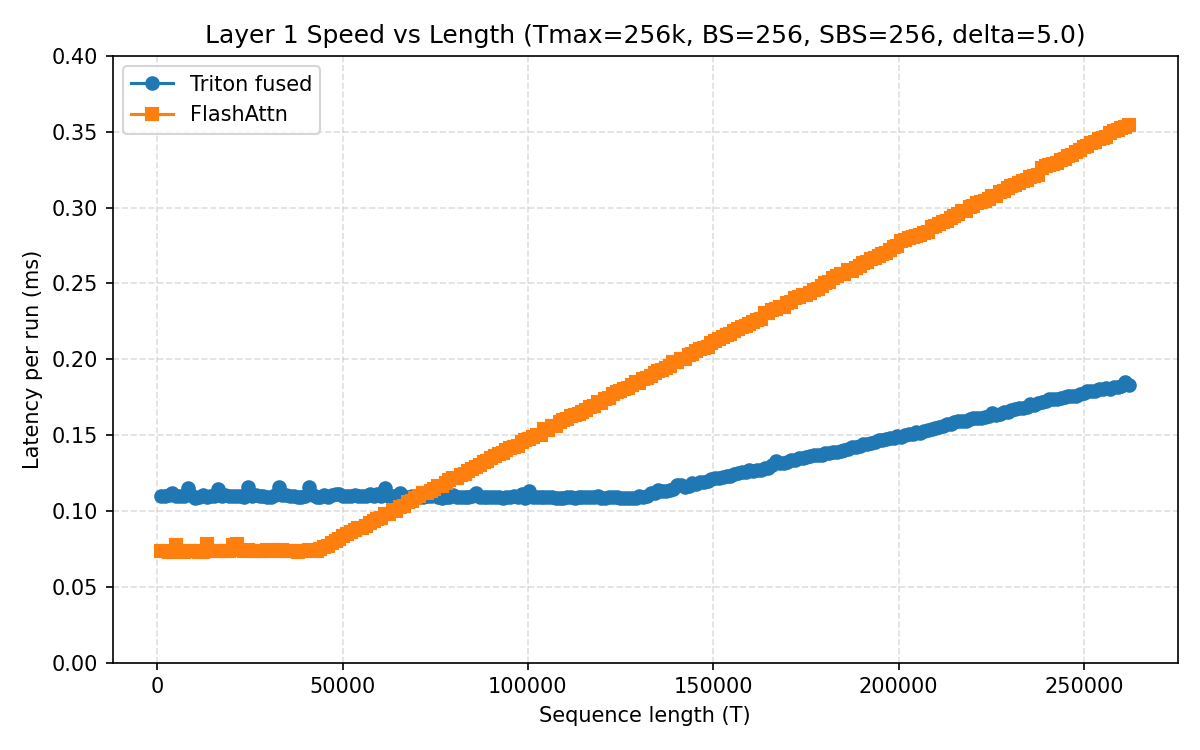 Layer 1 Speed vs Length (Tmax=256k, BS=256, SBS=256, delta=5.0)
Triton fused
FlashAttn
Latency per run (ms)
0.40
0.35
0.30
0.25
0.20
0.15
0.10
0.05
0.00
0 50000 100000 150000 200000 250000
Sequence length (T)